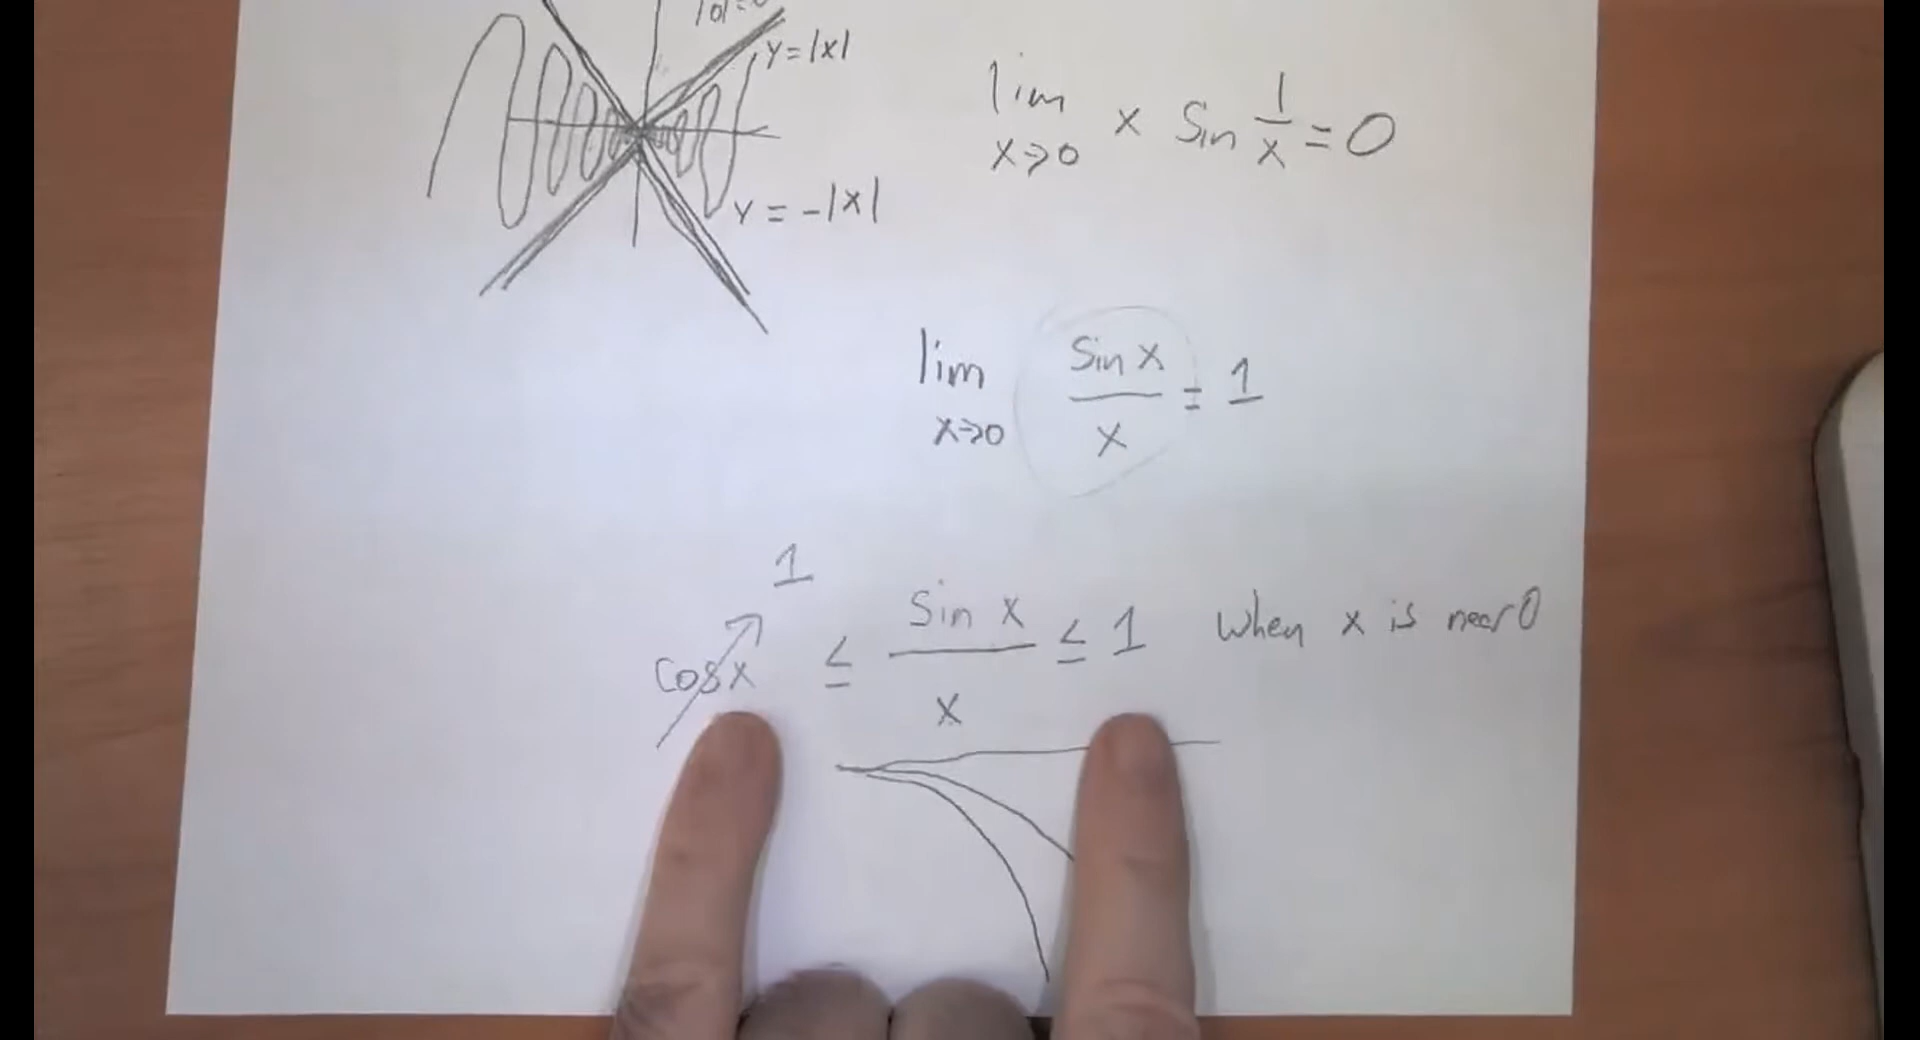 y=|x|
lim x→0 x sin 1/x = 0
y = -|x|
lim x→0 sin x / x = 1
1
cos x ≤ sin x / x ≤ 1 when x is near 0